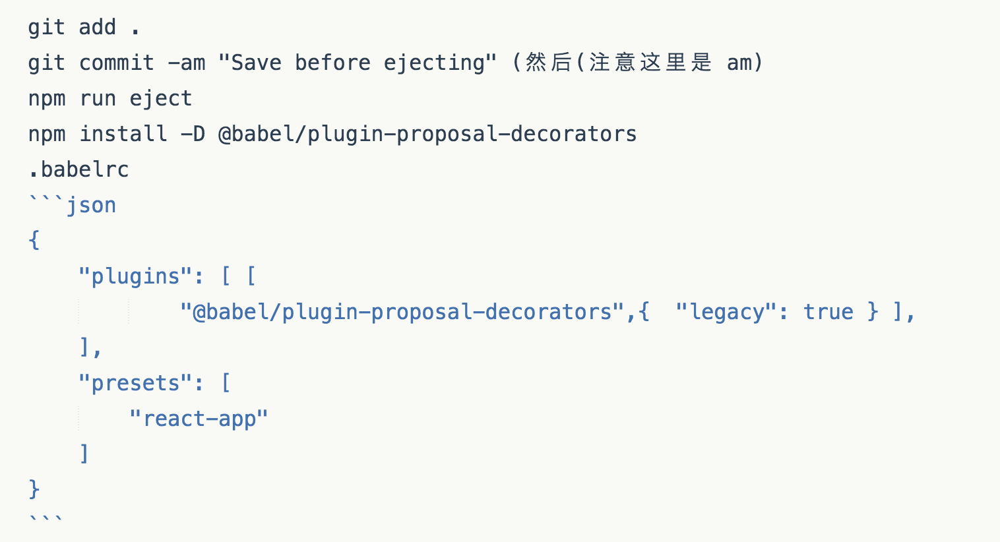 git add .
git commit -am "Save before ejecting" (然后(注意这里是 am)
npm run eject
npm install -D @babel/plugin-proposal-decorators
.babelrc
```json
{
    "plugins": [ [
            "@babel/plugin-proposal-decorators",{  "legacy": true } ],
    ],
    "presets": [
        "react-app"
    ]
}
```